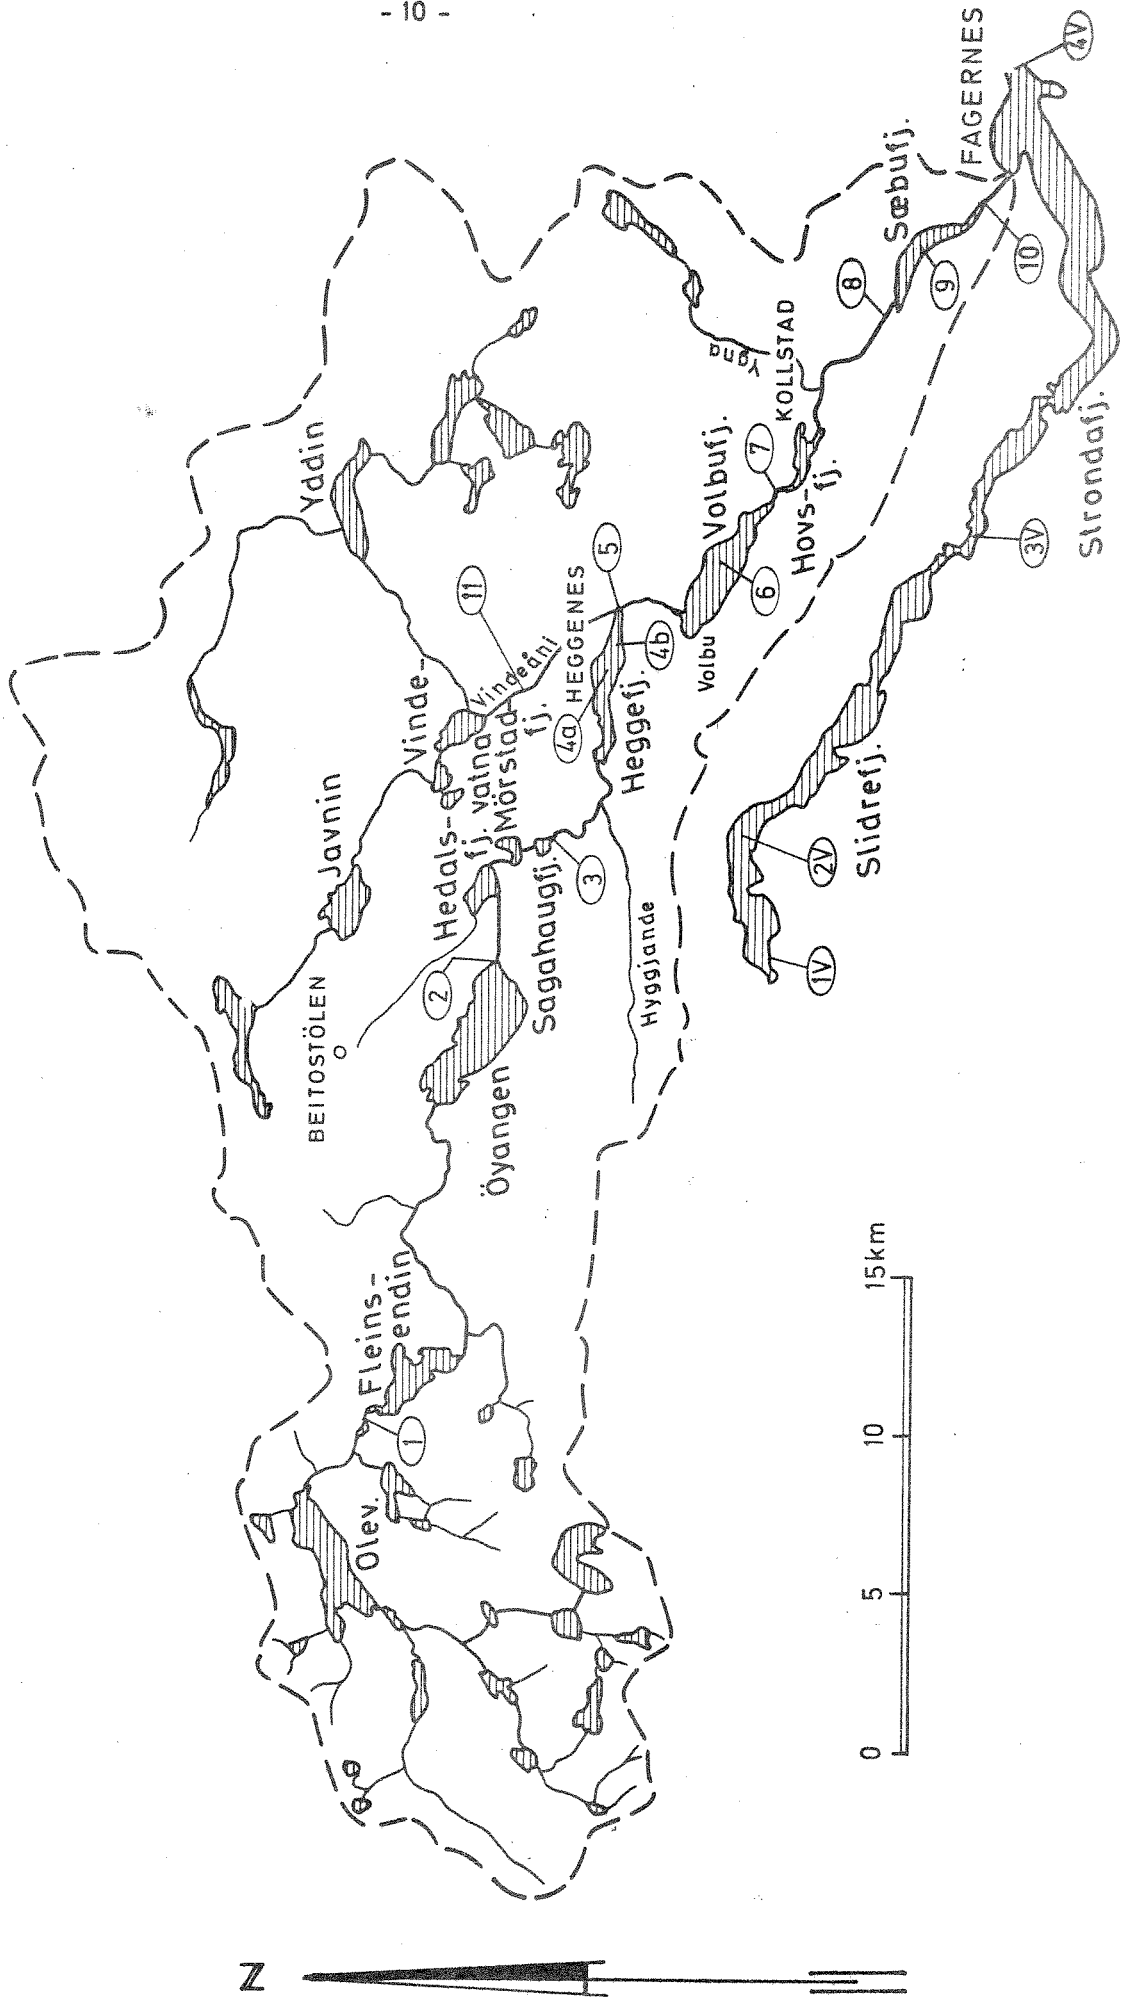 - 10 -
N
Yddin
Javnin
Vinde-
fj.
BEITOSTÖLEN
Hedals-
fj.
Vatna
Mörstad-
fj.
Vindeåni
11
HEGGENES
5
4a
4b
Heggefj.
Sagahaugfj.
3
2
Öyangen
Fleins-
endin
1
Olev.
Hyggjande
Volbu
Volbufj.
6
7
Hovs-
fj.
KOLLSTAD
Ygna
8
Sæbufj.
9
10
FAGERNES
4V
Strondafj.
3V
Slidrefj.
2V
1V
0 5 10 15km